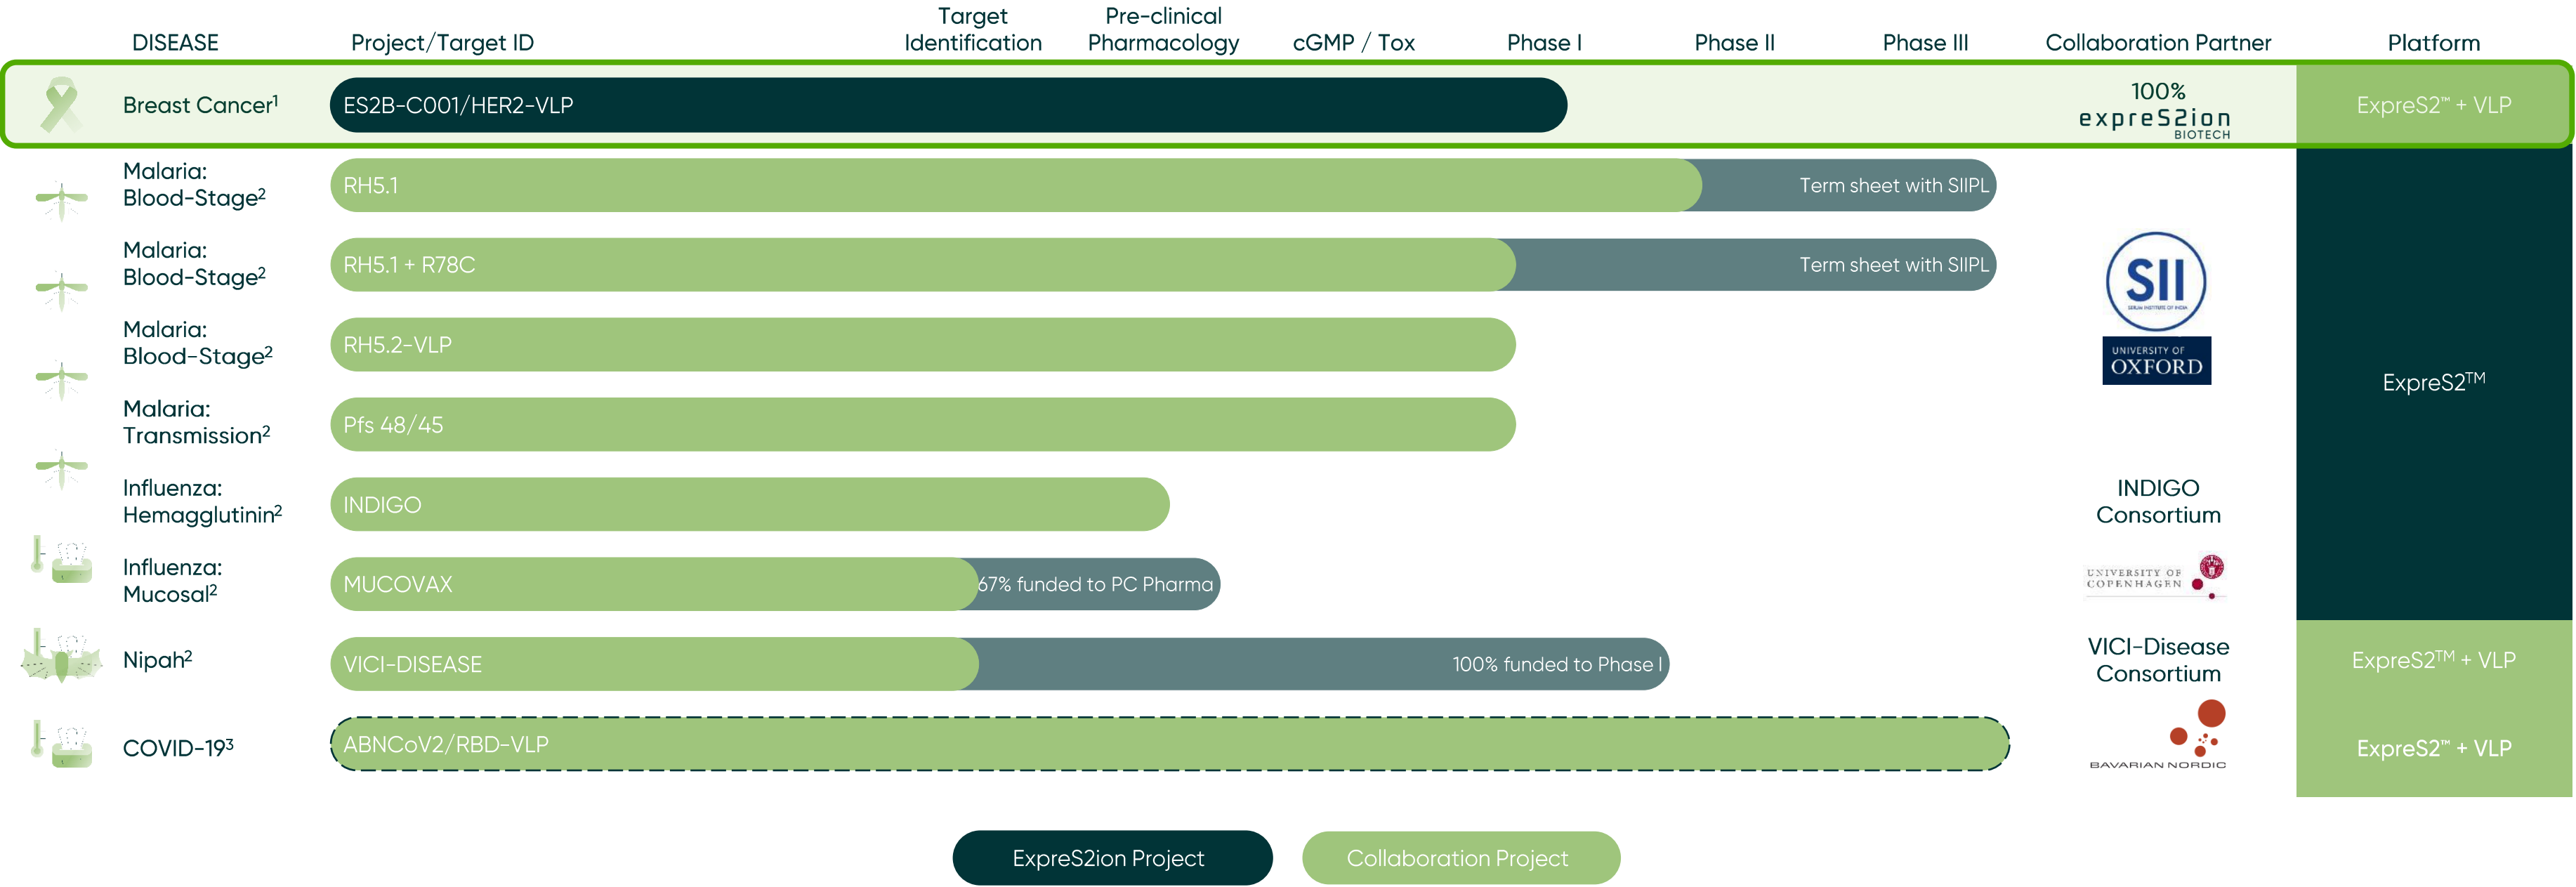 DISEASE
Project/Target ID
Target
Identification
Pre-clinical
Pharmacology
cGMP / Tox
Phase I
Phase II
Phase III
Collaboration Partner
Platform
Breast Cancer¹
ES2B-C001/HER2-VLP
100%
expreS2ion
BIOTECH
ExpreS2™ + VLP
Malaria:
Blood-Stage²
RH5.1
Term sheet with SIIPL
Malaria:
Blood-Stage²
RH5.1 + R78C
Term sheet with SIIPL
SII
SERUM INSTITUTE OF INDIA
Malaria:
Blood-Stage²
RH5.2-VLP
UNIVERSITY OF
OXFORD
ExpreS2™
Malaria:
Transmission²
Pfs 48/45
Influenza:
Hemagglutinin²
INDIGO
INDIGO
Consortium
Influenza:
Mucosal²
MUCOVAX
67% funded to PC Pharma
UNIVERSITY OF
COPENHAGEN
Nipah²
VICI-DISEASE
100% funded to Phase I
VICI-Disease
Consortium
ExpreS2™ + VLP
COVID-19³
ABNCoV2/RBD-VLP
BAVARIAN NORDIC
ExpreS2™ + VLP
ExpreS2ion Project
Collaboration Project